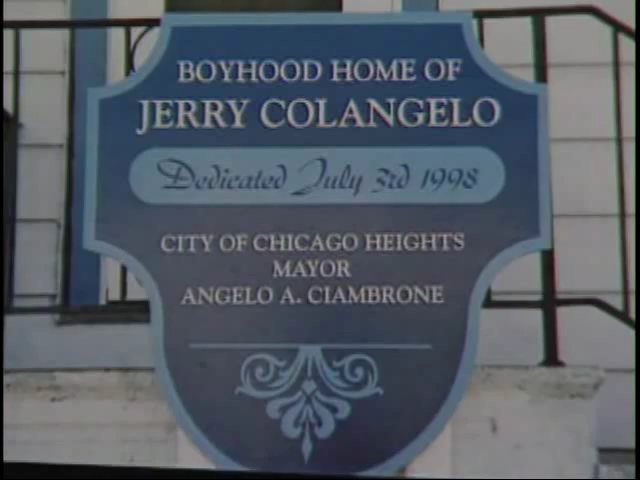 BOYHOOD HOME OF
JERRY COLANGELO
Dedicated July 3rd 1998
CITY OF CHICAGO HEIGHTS
MAYOR
ANGELO A. CIAMBRONE